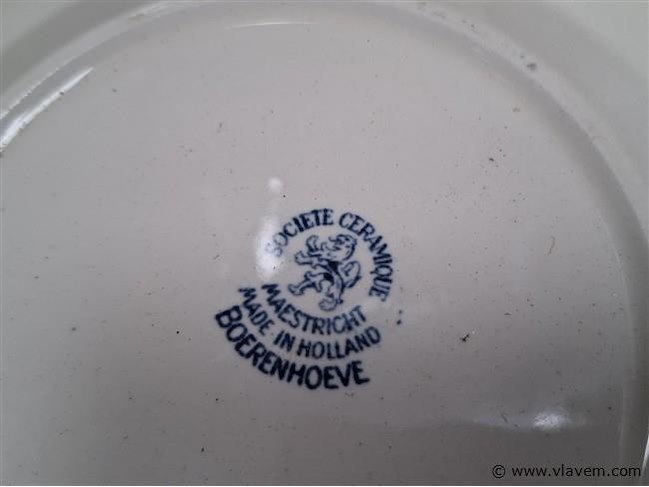 SOCIETE CERAMIQUE
MAESTRICHT
MADE IN HOLLAND
BOERENHOEVE
© www.vlavem.com